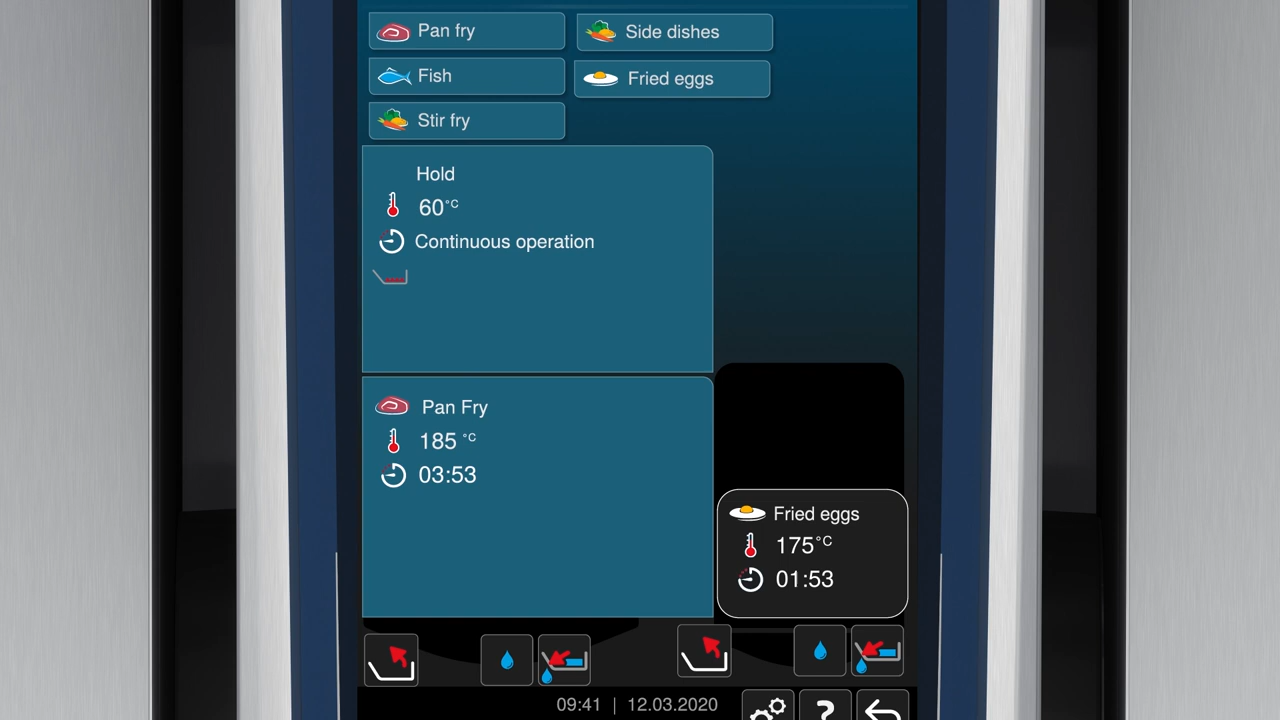 Pan fry
Side dishes
Fish
Fried eggs
Stir fry
Hold
60°C
Continuous operation
Pan Fry
185 °C
03:53
Fried eggs
175°C
01:53
09:41 | 12.03.2020
?